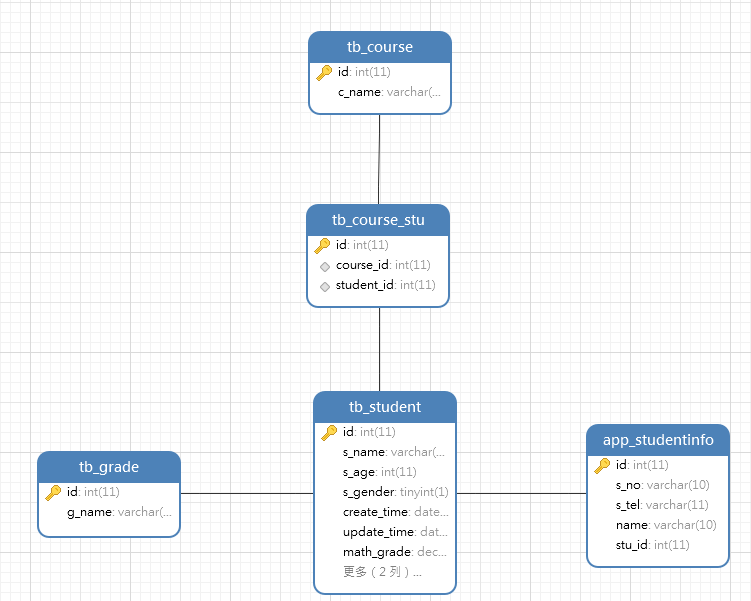 tb_course
id: int(11)
c_name: varchar(...
tb_course_stu
id: int(11)
course_id: int(11)
student_id: int(11)
tb_student
id: int(11)
s_name: varchar(...
s_age: int(11)
s_gender: tinyint(1)
create_time: date...
update_time: dat...
math_grade: dec...
更多（2 列）...
tb_grade
id: int(11)
g_name: varchar(...
app_studentinfo
id: int(11)
s_no: varchar(10)
s_tel: varchar(11)
name: varchar(10)
stu_id: int(11)